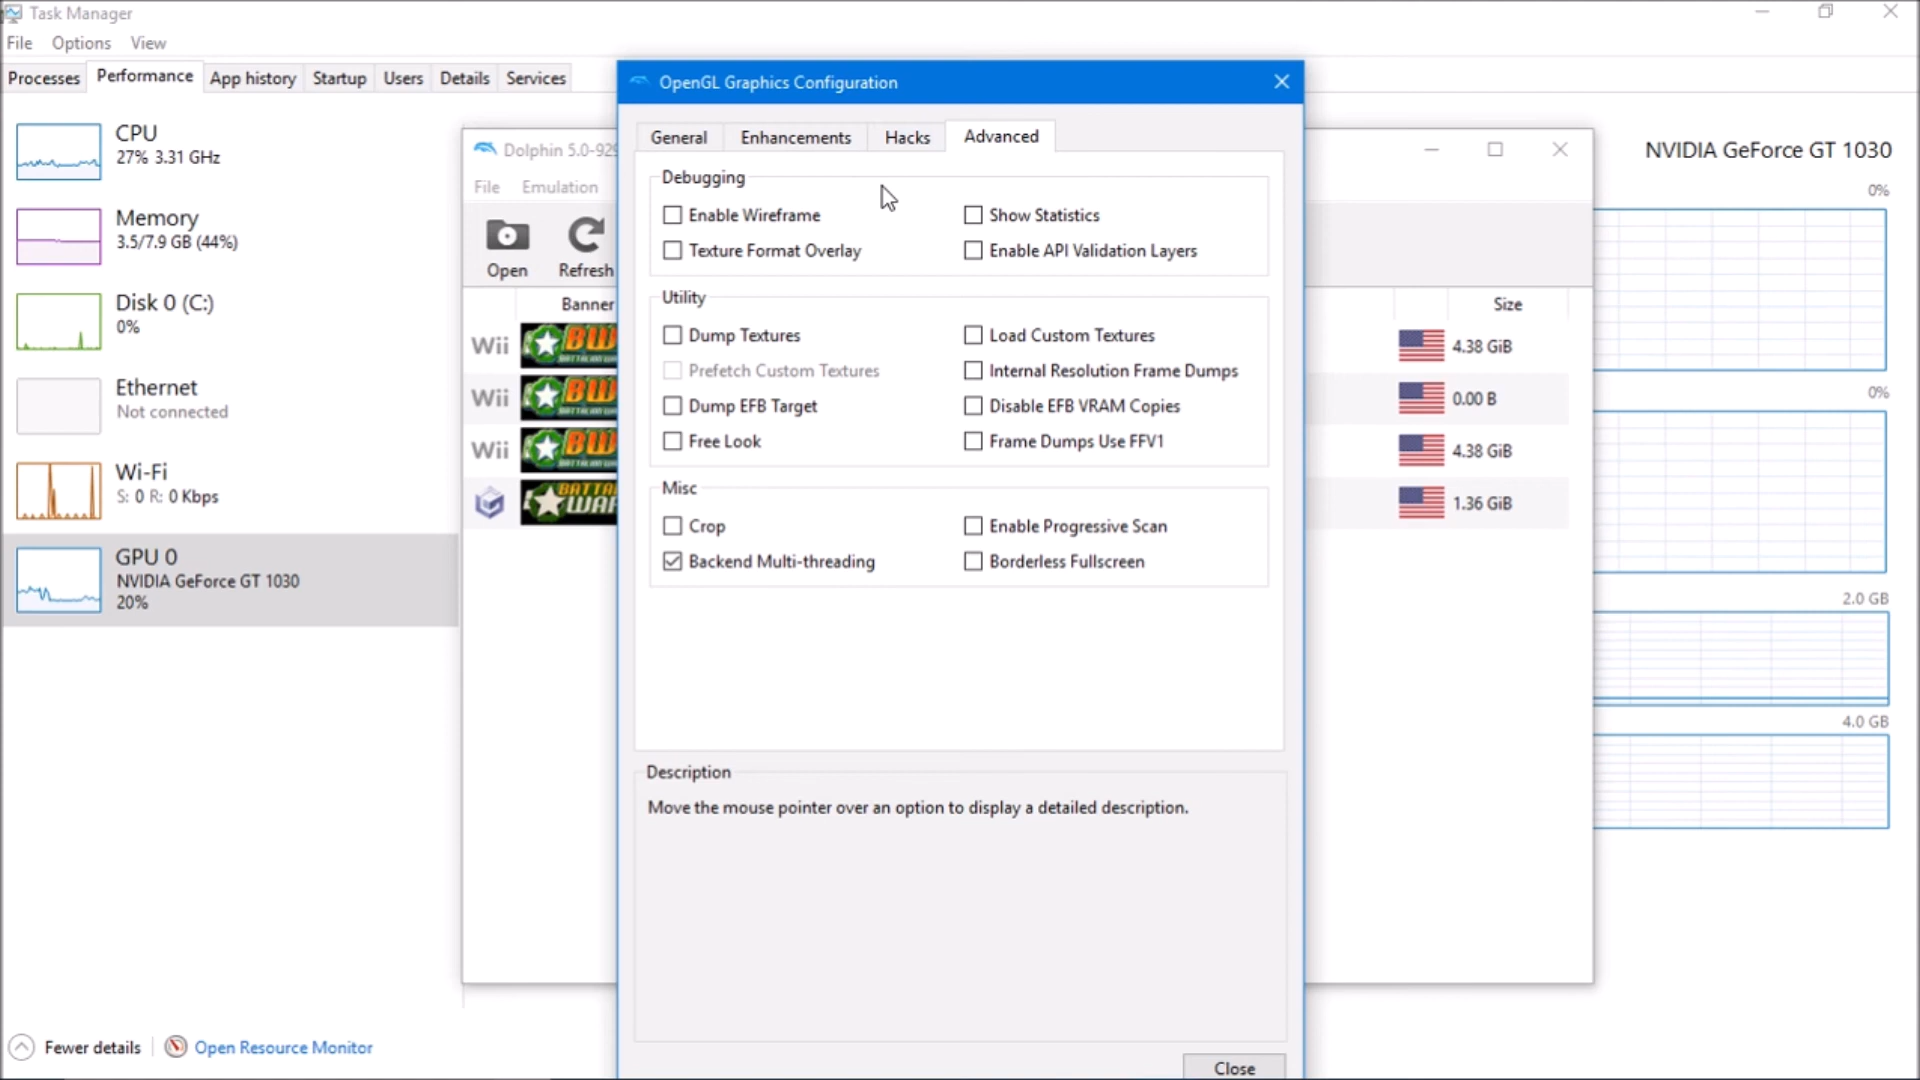 Task Manager
File Options View
Processes Performance App history Startup Users Details Services
CPU
27% 3.31 GHz
Memory
3.5/7.9 GB (44%)
Disk 0 (C:)
0%
Ethernet
Not connected
Wi-Fi
S: 0 R: 0 Kbps
GPU 0
NVIDIA GeForce GT 1030
20%
Fewer details
Open Resource Monitor
Dolphin 5.0-929
File Emulation
Open Refresh
Banner
Wii
Wii
Wii
OpenGL Graphics Configuration
General Enhancements Hacks Advanced
Debugging
Enable Wireframe Show Statistics
Texture Format Overlay Enable API Validation Layers
Utility
Dump Textures Load Custom Textures
Prefetch Custom Textures Internal Resolution Frame Dumps
Dump EFB Target Disable EFB VRAM Copies
Free Look Frame Dumps Use FFV1
Misc
Crop Enable Progressive Scan
Backend Multi-threading Borderless Fullscreen
Description
Move the mouse pointer over an option to display a detailed description.
Close
Size
4.38 GiB
0.00 B
4.38 GiB
1.36 GiB
NVIDIA GeForce GT 1030
0%
0%
2.0 GB
4.0 GB